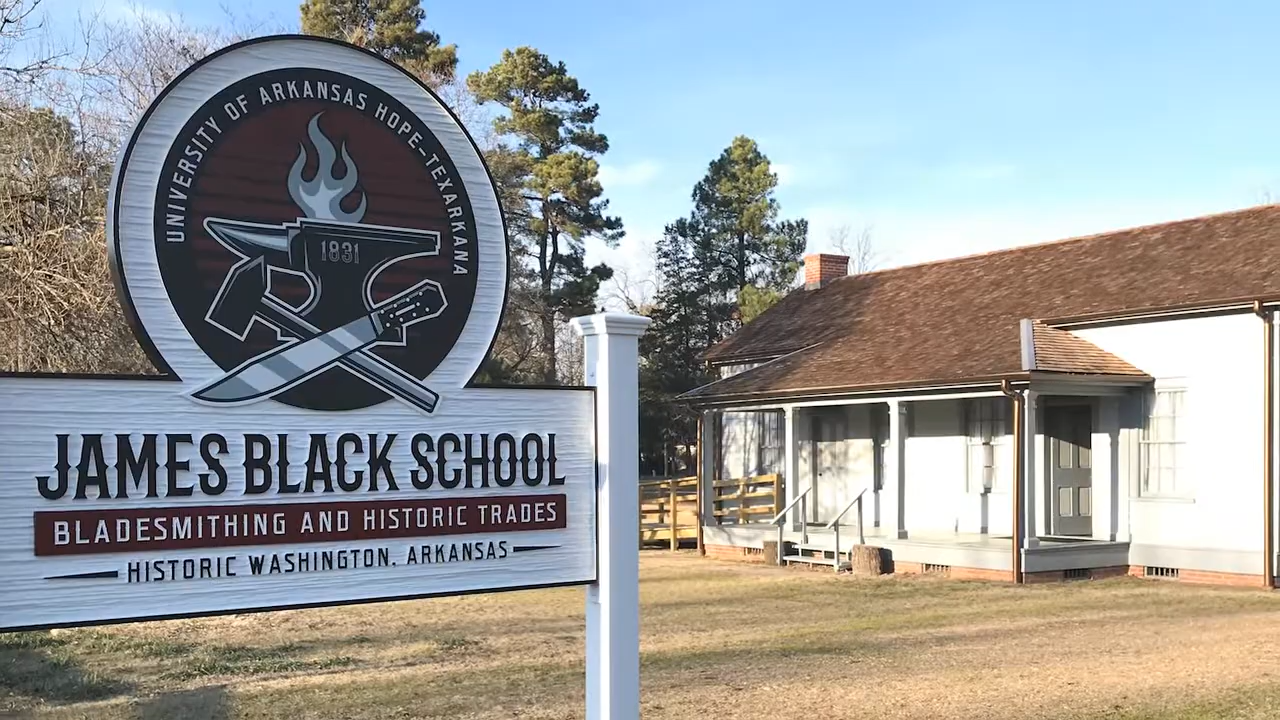 UNIVERSITY OF ARKANSAS HOPE-TEXARKANA
1831
JAMES BLACK SCHOOL
BLADESMITHING AND HISTORIC TRADES
HISTORIC WASHINGTON, ARKANSAS